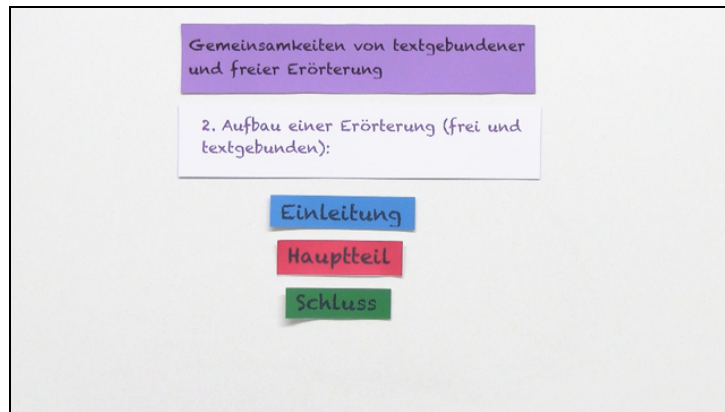 Gemeinsamkeiten von textgebundener
und freier Erörterung
2. Aufbau einer Erörterung (frei und
textgebunden):
Einleitung
Hauptteil
Schluss